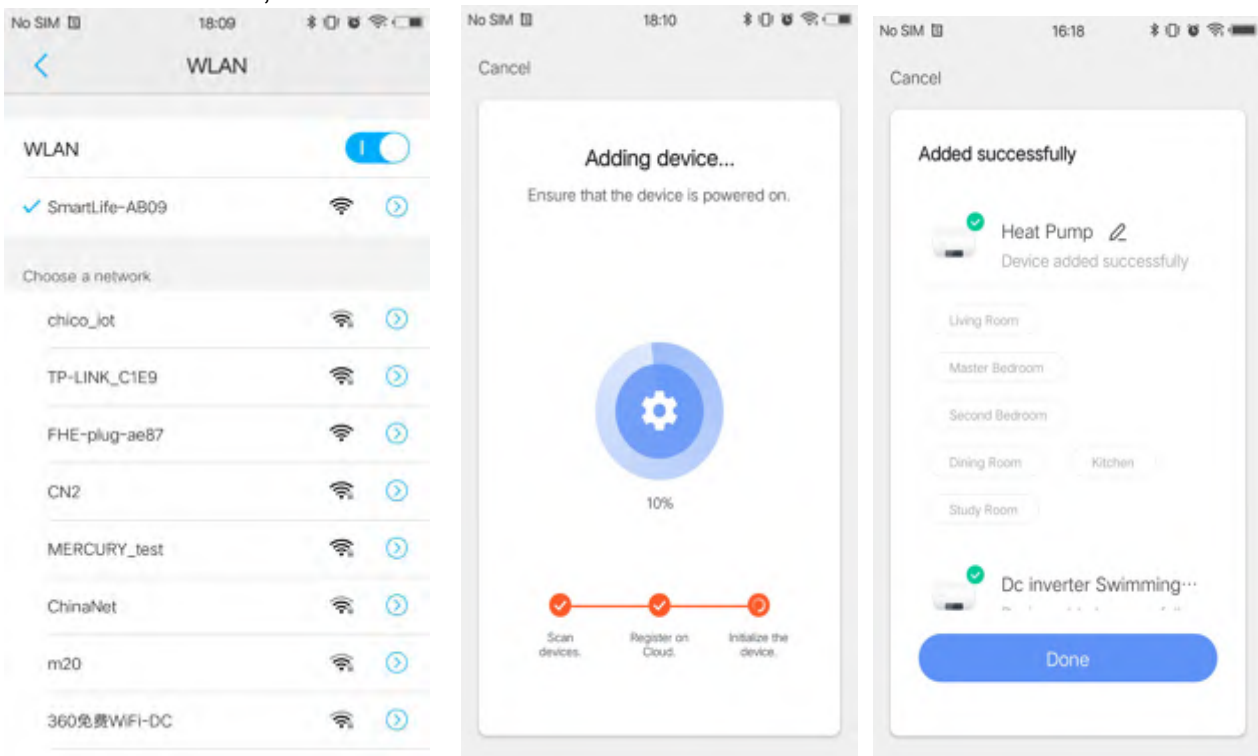 No SIM 18:09
WLAN
WLAN
SmartLife-AB09
Choose a network
chico_iot
TP-LINK_C1E9
FHE-plug-ae87
CN2
MERCURY_test
ChinaNet
m20
360免费WiFi-DC
No SIM 18:10
Cancel
Adding device...
Ensure that the device is powered on.
10%
Scan devices.
Register on Cloud.
Initialize the device.
No SIM 16:18
Cancel
Added successfully
Heat Pump
Device added successfully
Living Room
Master Bedroom
Second Bedroom
Dining Room Kitchen
Study Room
Dc inverter Swimming···
Done